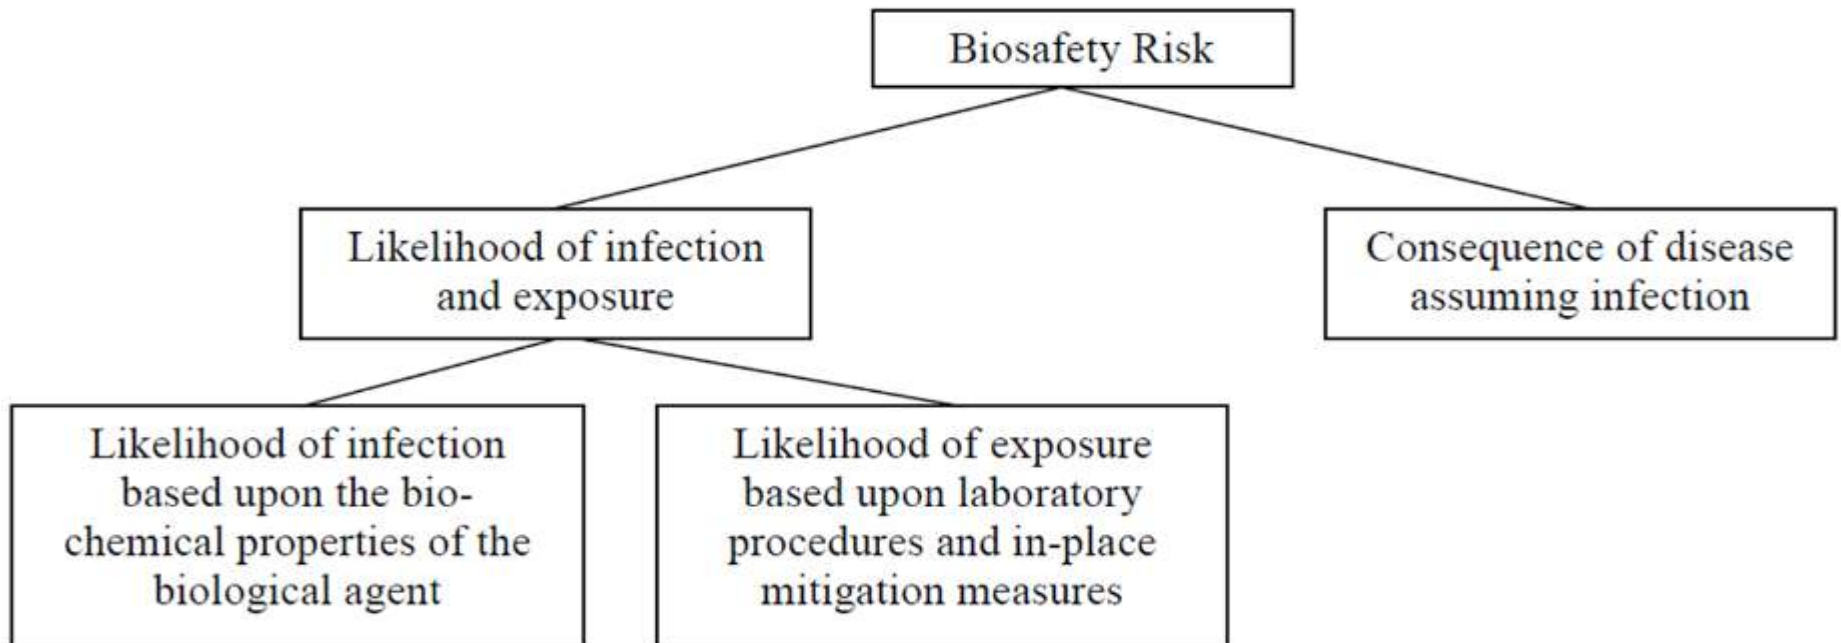 Biosafety Risk
Likelihood of infection
and exposure
Consequence of disease
assuming infection
Likelihood of infection
based upon the bio-
chemical properties of the
biological agent
Likelihood of exposure
based upon laboratory
procedures and in-place
mitigation measures